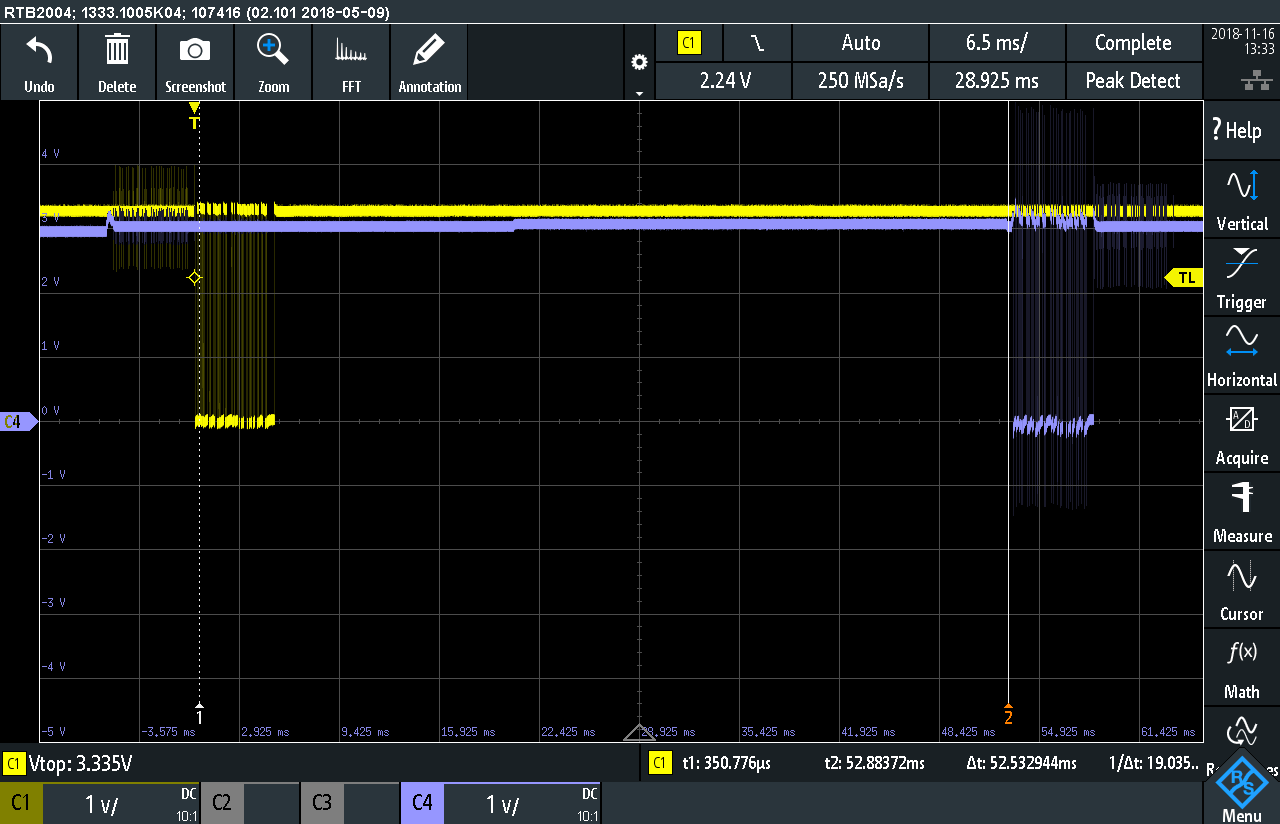 RTB2004; 1333.1005K04; 107416 (02.101 2018-05-09)
Undo
Delete
Screenshot
Zoom
FFT
Annotation
C1
Auto
6.5 ms/
Complete
2.24 V
250 MSa/s
28.925 ms
Peak Detect
2018-11-16
13:33
? Help
Vertical
Trigger
Horizontal
Acquire
Measure
Cursor
f(x)
Math
Menu
T
4 V
3 V
2 V
1 V
0 V
-1 V
-2 V
-3 V
-4 V
-5 V
TL
C4
1
2
-3.575 ms
2.925 ms
9.425 ms
15.925 ms
22.425 ms
28.925 ms
35.425 ms
41.925 ms
48.425 ms
54.925 ms
61.425 ms
C1 Vtop: 3.335V
C1 t1: 350.776µs t2: 52.88372ms Δt: 52.532944ms 1/Δt: 19.035..
C1 1 V/ DC 10:1
C2
C3
C4 1 V/ DC 10:1
R&S